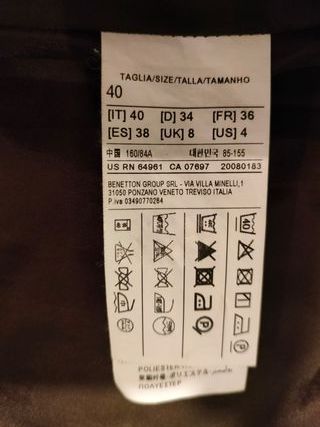 TAGLIA/SIZE/TALLA/TAMANHO
40
[IT] 40 [D] 34 [FR] 36
[ES] 38 [UK] 8 [US] 4
中国 160/84A 대한민국 85-155
US RN 64961 CA 07697 20080183
BENETTON GROUP SRL - VIA VILLA MINELLI,1
31050 PONZANO VENETO TREVISO ITALIA
P.iva 03490770264
40
POLIESTER
ПОЛИЕСТЕР